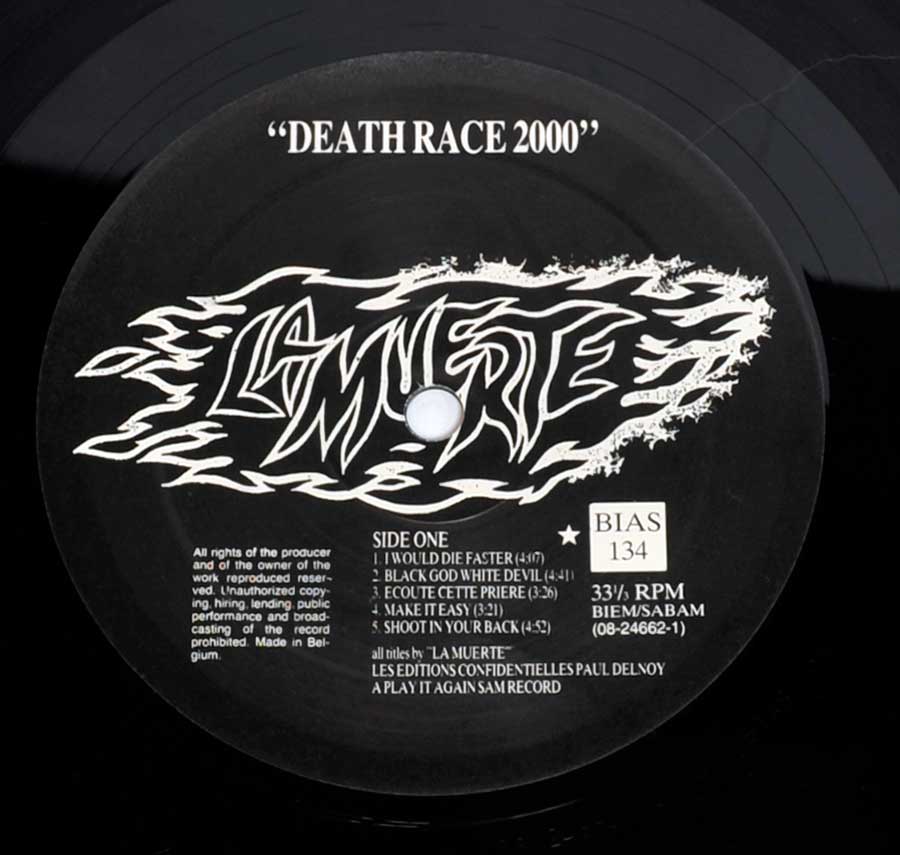 “DEATH RACE 2000”
LA MUERTE
All rights of the producer
and of the owner of the
work reproduced reser-
ved. Unauthorized copy-
ing, hiring, lending, public
performance and broad-
casting of the record
prohibited. Made in Bel-
gium.
SIDE ONE
1. I WOULD DIE FASTER (4:07)
2. BLACK GOD WHITE DEVIL (4:41)
3. ECOUTE CETTE PRIERE (3:26)
4. MAKE IT EASY (3:21)
5. SHOOT IN YOUR BACK (4:52)
all titles by "LA MUERTE"
LES EDITIONS CONFIDENTIELLES PAUL DELNOY
A PLAY IT AGAIN SAM RECORD
BIAS
134
33 1/3 RPM
BIEM/SABAM
(08-24662-1)